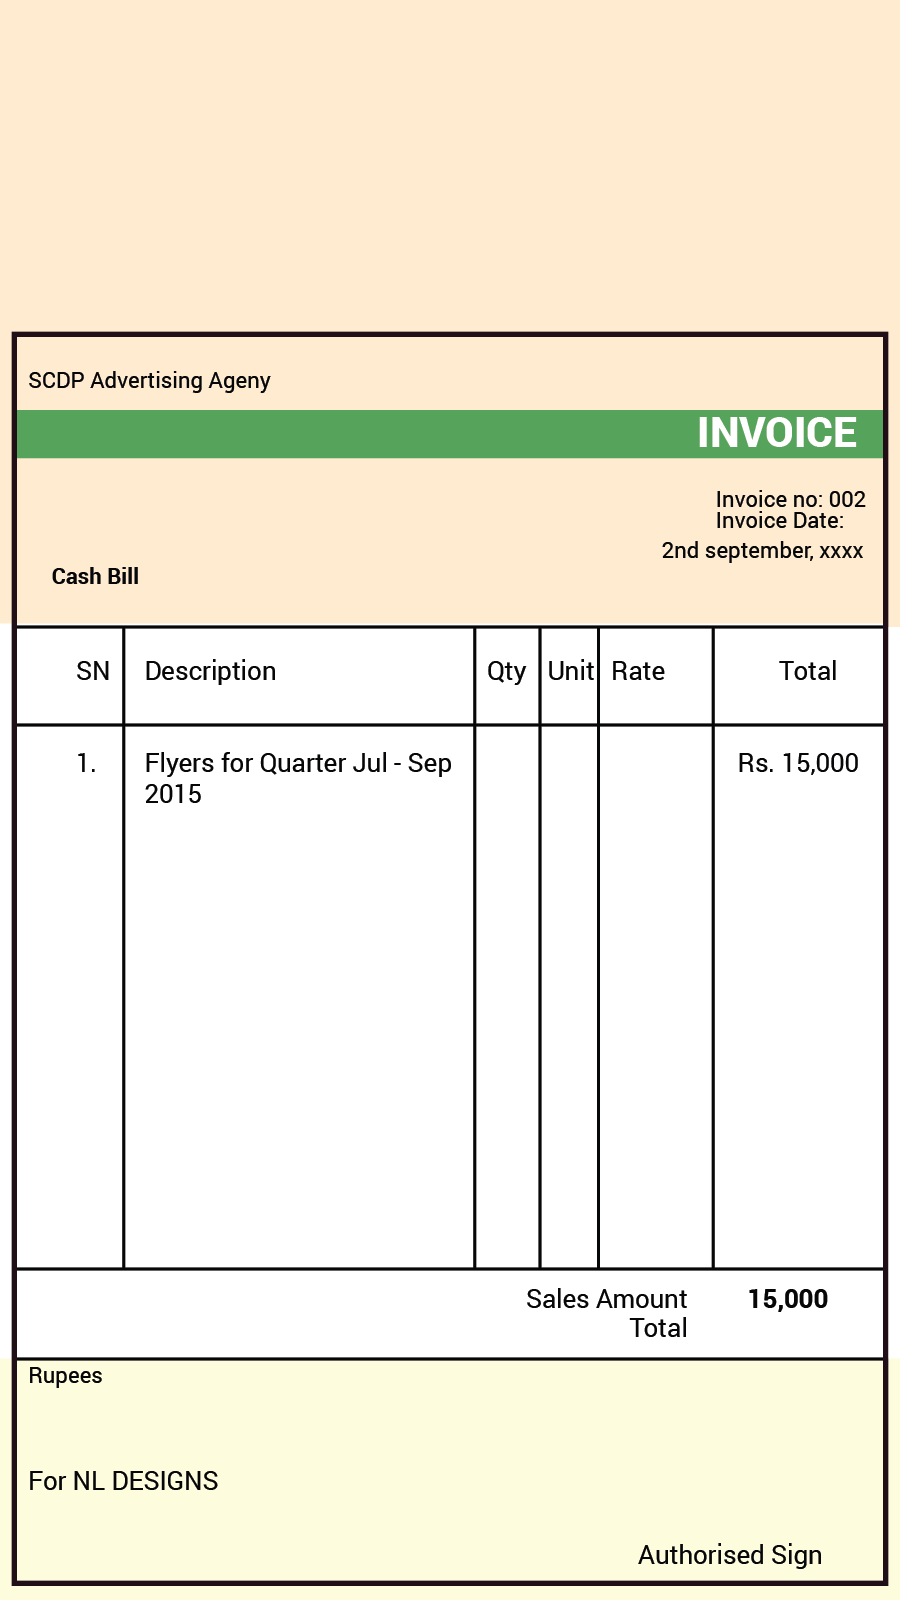 SCDP Advertising Ageny
INVOICE
Invoice no: 002
Invoice Date:
2nd september, xxxx
Cash Bill
SN Description Qty Unit Rate Total
1. Flyers for Quarter Jul - Sep Rs. 15,000
2015
Sales Amount 15,000
Total
Rupees
For NL DESIGNS
Authorised Sign